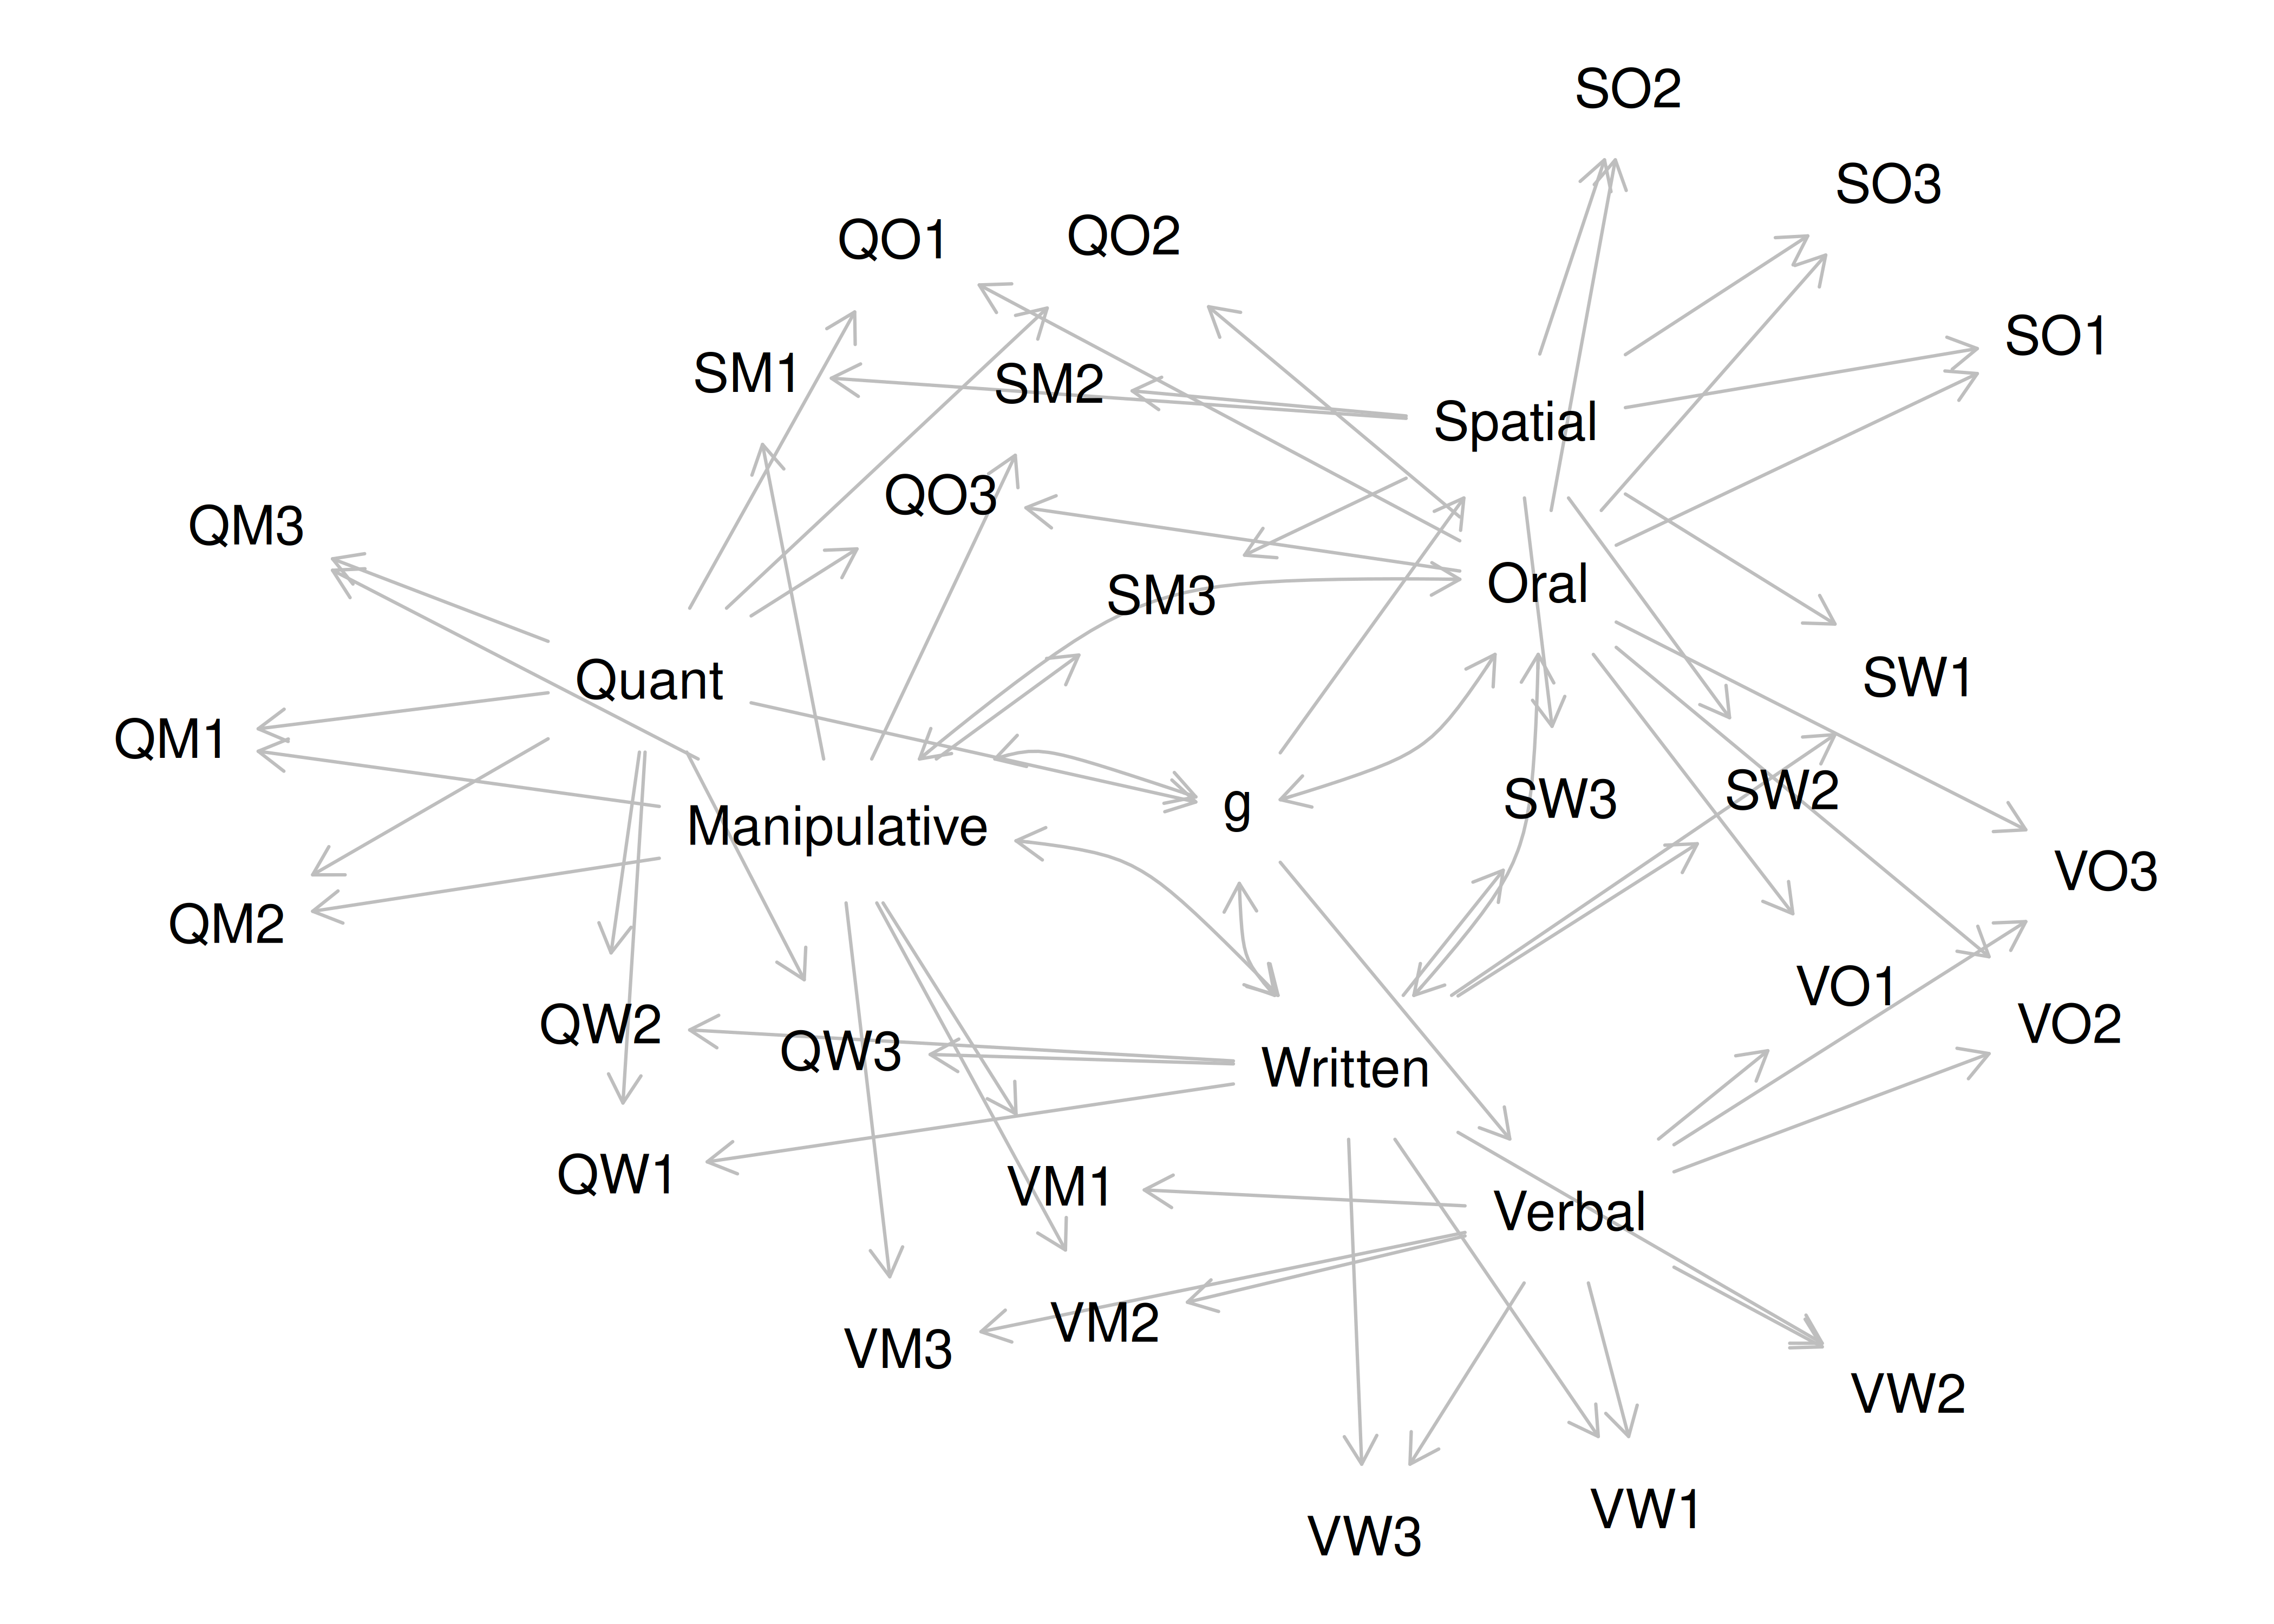 SO2
SO3
QO1
QO2
SO1
SM1
SM2
Spatial
QO3
QM3
Oral
SM3
Quant
SW1
QM1
SW2
SW3
g
Manipulative
VO3
QM2
VO1
QW2
VO2
QW3
Written
QW1
VM1
Verbal
VM2
VM3
VW2
VW1
VW3